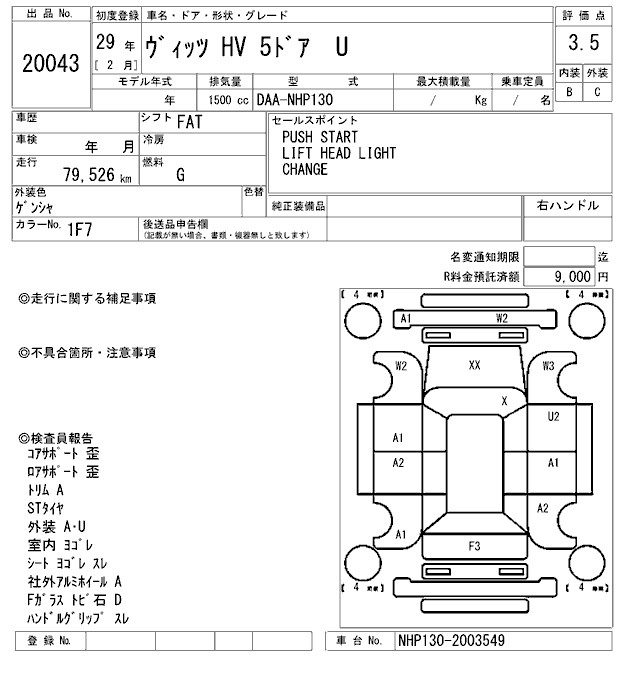 出 品 No.
20043
初度登録
29 年
[ 2 月]
車名・ドア・形状・グレード
ヴィッツ HV 5ドア U
評 価 点
3.5
内装 外装
B C
モデル年式
年
排気量
1500 cc
型 式
DAA-NHP130
最大積載量
/ Kg
乗車定員
/ 名
車歴
シフト FAT
車検 年 月
冷房
走行 79,526 km
燃料 G
セールスポイント
PUSH START
LIFT HEAD LIGHT
CHANGE
外装色
ゲンシャ
色替
純正装備品
右ハンドル
カラーNo. 1F7
後送品申告欄
(記載が無い場合、書類・機器無しと致します)
名変通知期限 迄
R料金預託済額 9,000 円
◎走行に関する補足事項
◎不具合箇所・注意事項
◎検査員報告
コアサポート 歪
ロアサポート 歪
トリム A
STタイヤ
外装 A・U
室内 ヨゴレ
シート ヨゴレ スレ
社外アルミホイール A
Fガラス トビ石 D
ハンドルグリップ スレ
[ 4
[ 4
A1 W2
W2 XX W3
X
U2
A1
A2 A1
A2
A1
F3
[ 4
[ 4
登 録 No.
車 台 No. NHP130-2003549